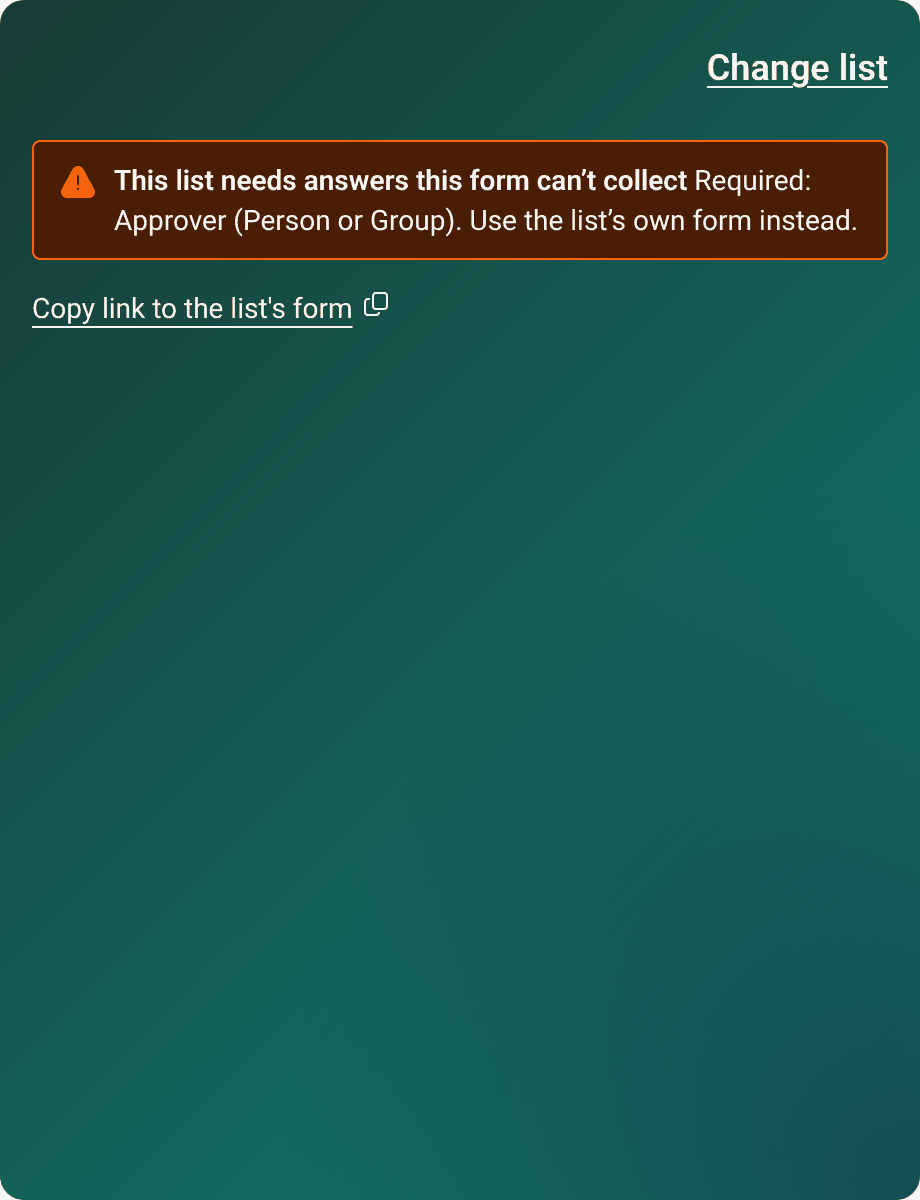 Change list
This list needs answers this form can’t collect Required:
Approver (Person or Group). Use the list’s own form instead.
Copy link to the list's form